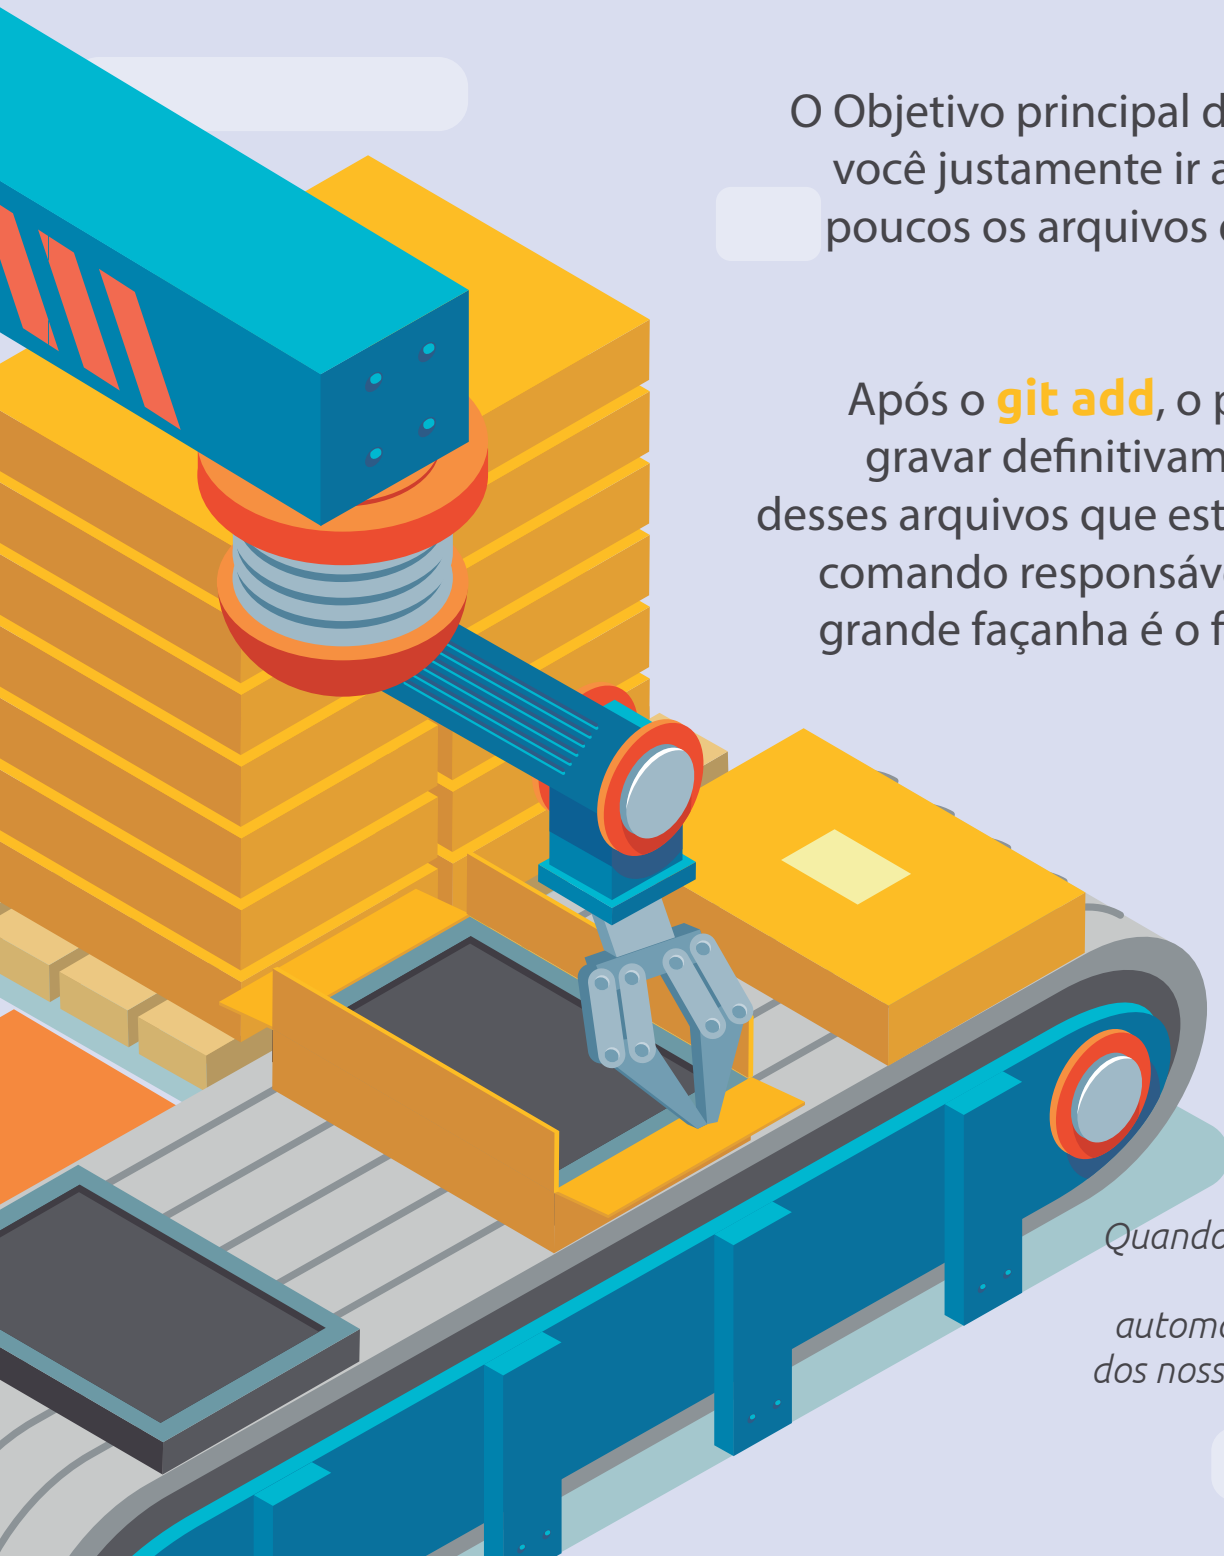 O Objetivo principal d
você justamente ir a
poucos os arquivos
Após o git add, o p
gravar definitivam
desses arquivos que est
comando responsáv
grande façanha é o f
Quando
autom
dos noss